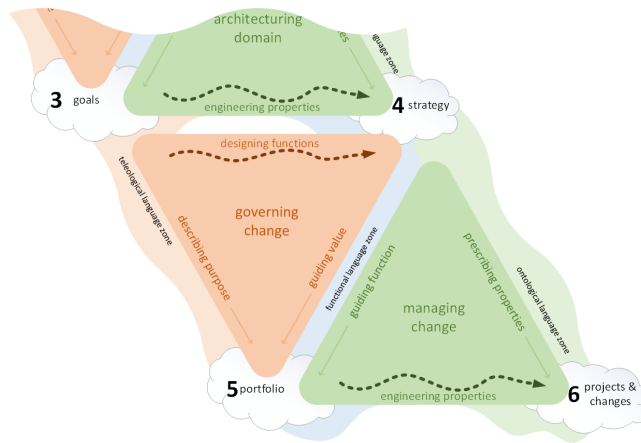 architecturing
domain
language zone
3 goals
engineering properties
4 strategy
designing functions
teleological language zone
governing
change
describing purpose
guiding value
functional language zone
guiding function
prescribing properties
managing
change
ontological language zone
5 portfolio
engineering properties
6 projects &
changes